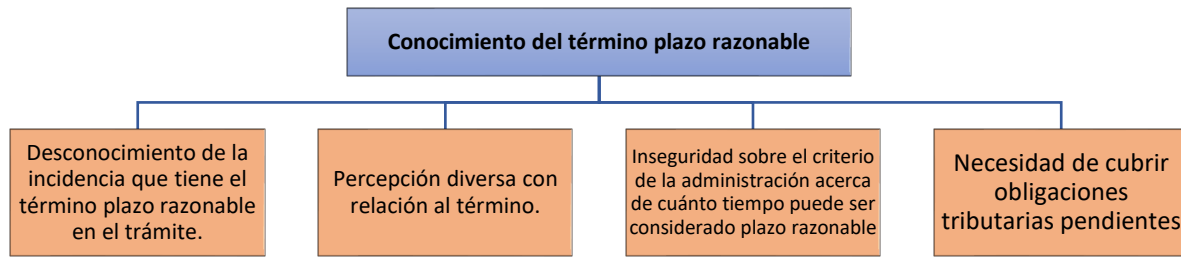 Conocimiento del término plazo razonable
Desconocimiento de la
incidencia que tiene el
término plazo razonable
en el trámite.
Percepción diversa con
relación al término.
Inseguridad sobre el criterio
de la administración acerca
de cuánto tiempo puede ser
considerado plazo razonable
Necesidad de cubrir
obligaciones
tributarias pendientes